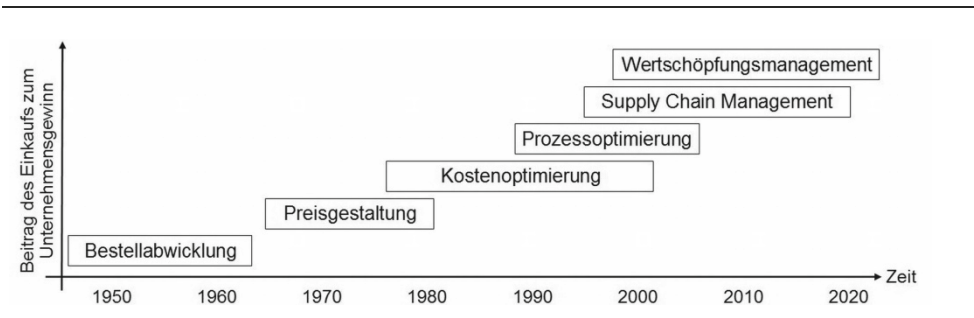 Beitrag des Einkaufs zum
Unternehmensgewinn
Wertschöpfungsmanagement
Supply Chain Management
Prozessoptimierung
Kostenoptimierung
Preisgestaltung
Bestellabwicklung
Zeit
1950 1960 1970 1980 1990 2000 2010 2020